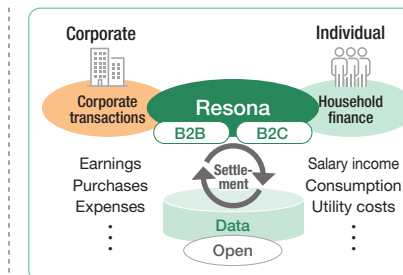 Corporate
Individual
Corporate
transactions
Resona
Household
finance
B2B
B2C
Earnings
Purchases
Expenses
Settle-
ment
Salary income
Consumption
Utility costs
Data
Open